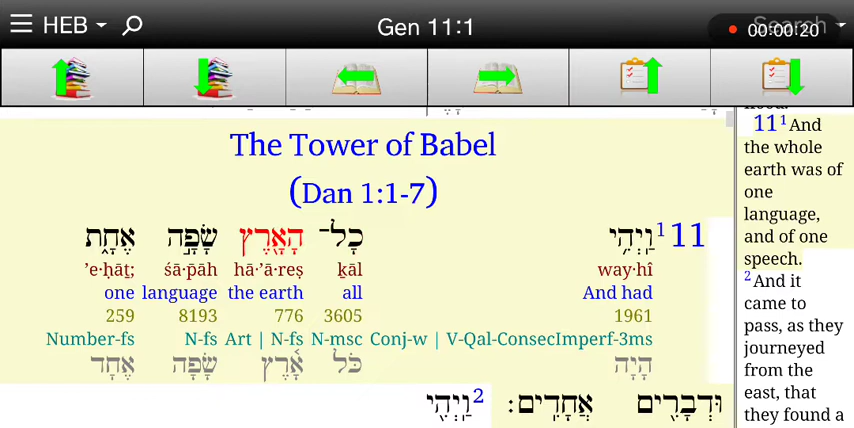 HEB
Gen 11:1
Search
00:00:20
The Tower of Babel
(Dan 1:1-7)
11 1 וַֽיְהִ֥י כָל־ הָאָ֖רֶץ שָׂפָ֣ה אֶחָ֑ת
’e·ḥāṯ; śā·p̄āh hā·’ā·reṣ ḵāl way·hî
one language the earth all And had
259 8193 776 3605 1961
Number-fs N-fs Art | N-fs N-msc Conj-w | V-Qal-ConsecImperf-3ms
הָיָה כֹּל אֶ֫רֶץ שָׂפָה אֶחָד
וּדְבָרִ֖ים אֲחָדִֽים׃ 2 וַֽיְהִ֖י
11 1 And
the whole
earth was of
one
language,
and of one
speech.
2 And it
came to
pass, as they
journeyed
from the
east, that
they found a